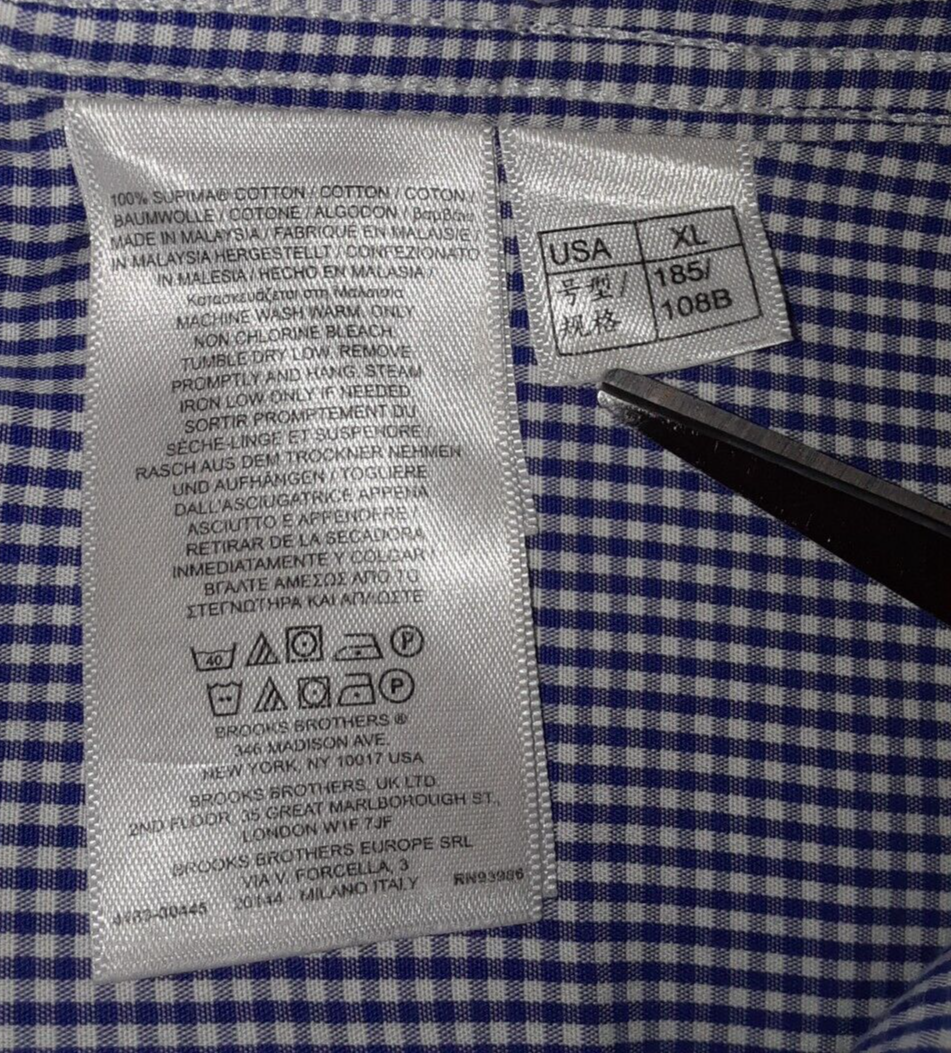 100% SUPIMA® COTTON / COTTON / COTON /
BAUMWOLLE / COTONE / ALGODON / βαμβάκι
MADE IN MALAYSIA / FABRIQUE EN MALAISIE /
IN MALAYSIA HERGESTELLT / CONFEZIONATO
IN MALESIA / HECHO EN MALASIA /
Κατασκευάζεται στη Μαλαισία
MACHINE WASH WARM. ONLY
NON CHLORINE BLEACH.
TUMBLE DRY LOW. REMOVE
PROMPTLY AND HANG. STEAM
IRON LOW ONLY IF NEEDED.
SORTIR PROMPTEMENT DU
SÈCHE-LINGE ET SUSPENDRE /
RASCH AUS DEM TROCKNER NEHMEN
UND AUFHÄNGEN / TOGLIERE
DALL'ASCIUGATRICE APPENA
ASCIUTTO E APPENDERE /
RETIRAR DE LA SECADORA
INMEDIATAMENTE Y COLGAR /
ΒΓΑΛΤΕ ΑΜΕΣΩΣ ΑΠΟ ΤΟ
ΣΤΕΓΝΩΤΗΡΑ ΚΑΙ ΑΠΛΩΣΤΕ
40 P
P
BROOKS BROTHERS ®
346 MADISON AVE.
NEW YORK, NY 10017 USA
BROOKS BROTHERS, UK LTD.
2ND FLOOR, 35 GREAT MARLBOROUGH ST.,
LONDON W1F 7JF
BROOKS BROTHERS EUROPE SRL
VIA V. FORCELLA, 3
20144 - MILANO ITALY RN93986
USA XL
号型/ 185/
规格 108B